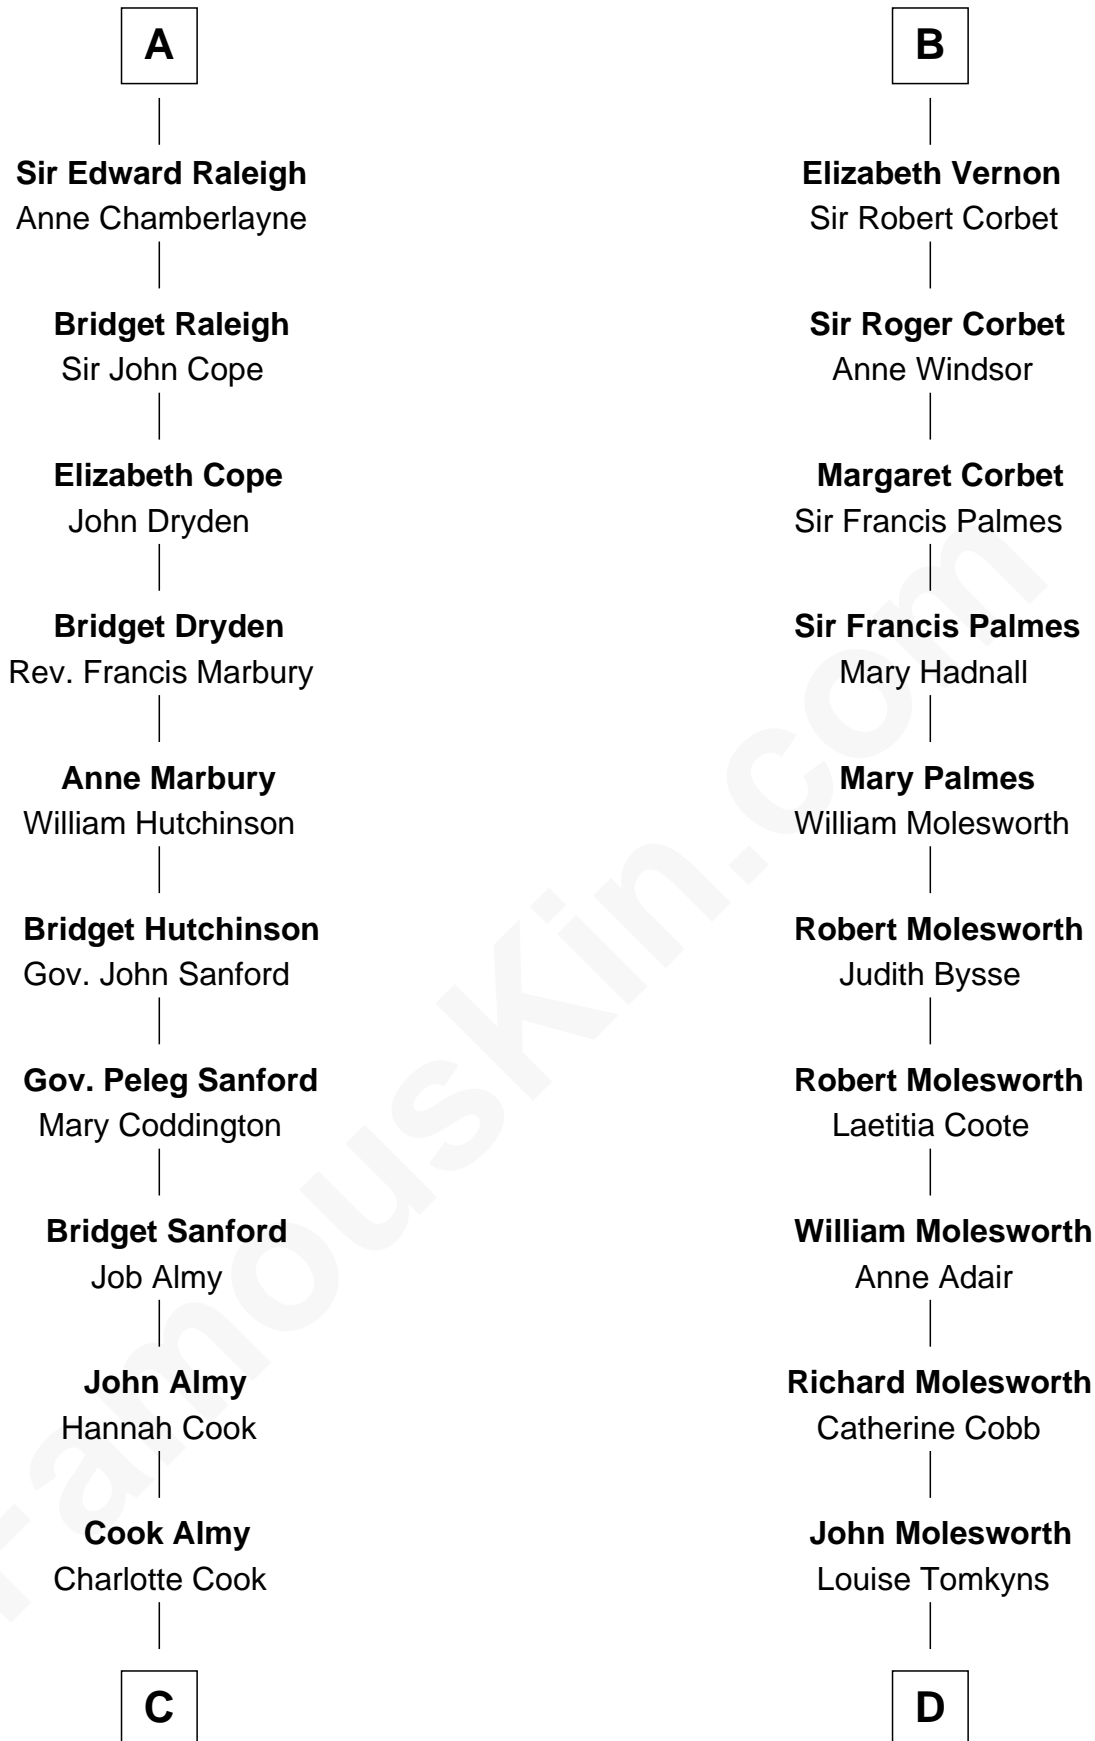 A
Sir Edward Raleigh
Anne Chamberlayne
Bridget Raleigh
Sir John Cope
Elizabeth Cope
John Dryden
Bridget Dryden
Rev. Francis Marbury
Anne Marbury
William Hutchinson
Bridget Hutchinson
Gov. John Sanford
Gov. Peleg Sanford
Mary Coddington
Bridget Sanford
Job Almy
John Almy
Hannah Cook
Cook Almy
Charlotte Cook
C
B
Elizabeth Vernon
Sir Robert Corbet
Sir Roger Corbet
Anne Windsor
Margaret Corbet
Sir Francis Palmes
Sir Francis Palmes
Mary Hadnall
Mary Palmes
William Molesworth
Robert Molesworth
Judith Bysse
Robert Molesworth
Laetitia Coote
William Molesworth
Anne Adair
Richard Molesworth
Catherine Cobb
John Molesworth
Louise Tomkyns
D
FamousKin.com